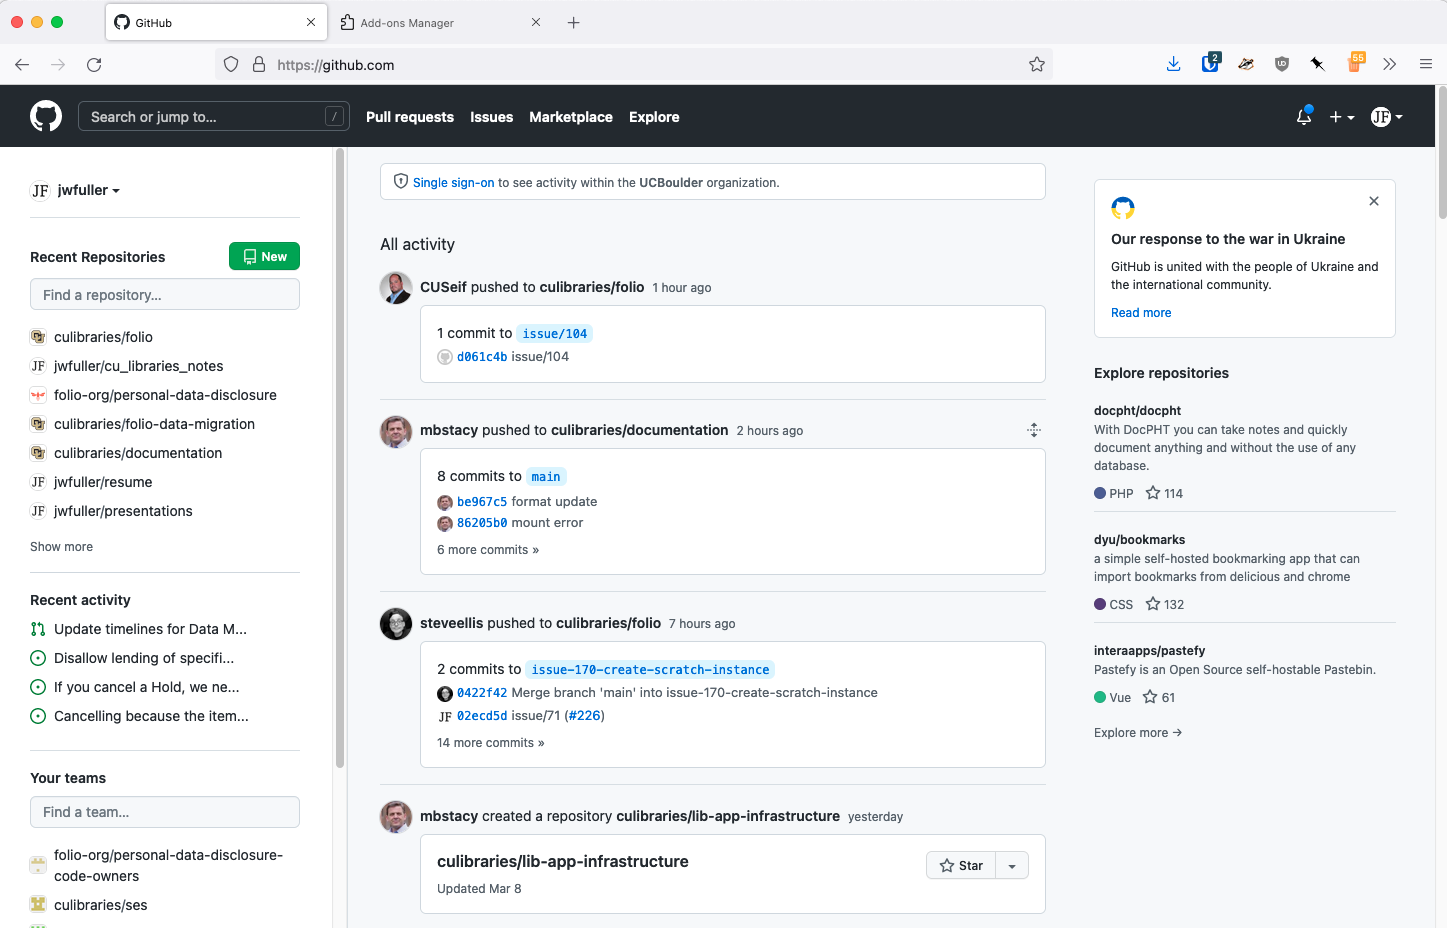 GitHub
Add-ons Manager
https://github.com
2
55
Search or jump to...
/
Pull requests
Issues
Marketplace
Explore
JF
JF jwfuller
Recent Repositories
New
Find a repository...
culibraries/folio
JF jwfuller/cu_libraries_notes
folio-org/personal-data-disclosure
culibraries/folio-data-migration
culibraries/documentation
JF jwfuller/resume
JF jwfuller/presentations
Show more
Recent activity
Update timelines for Data M...
Disallow lending of specifi...
If you cancel a Hold, we ne...
Cancelling because the item...
Your teams
Find a team...
folio-org/personal-data-disclosure-
code-owners
culibraries/ses
Single sign-on to see activity within the UCBoulder organization.
All activity
CUSeif pushed to culibraries/folio 1 hour ago
1 commit to issue/104
d061c4b issue/104
mbstacy pushed to culibraries/documentation 2 hours ago
8 commits to main
be967c5 format update
86205b0 mount error
6 more commits »
steveellis pushed to culibraries/folio 7 hours ago
2 commits to issue-170-create-scratch-instance
0422f42 Merge branch 'main' into issue-170-create-scratch-instance
JF 02ecd5d issue/71 (#226)
14 more commits »
mbstacy created a repository culibraries/lib-app-infrastructure yesterday
culibraries/lib-app-infrastructure
Star
Updated Mar 8
Our response to the war in Ukraine
GitHub is united with the people of Ukraine and
the international community.
Read more
Explore repositories
docpht/docpht
With DocPHT you can take notes and quickly
document anything and without the use of any
database.
PHP 114
dyu/bookmarks
a simple self-hosted bookmarking app that can
import bookmarks from delicious and chrome
CSS 132
interaapps/pastefy
Pastefy is an Open Source self-hostable Pastebin.
Vue 61
Explore more →